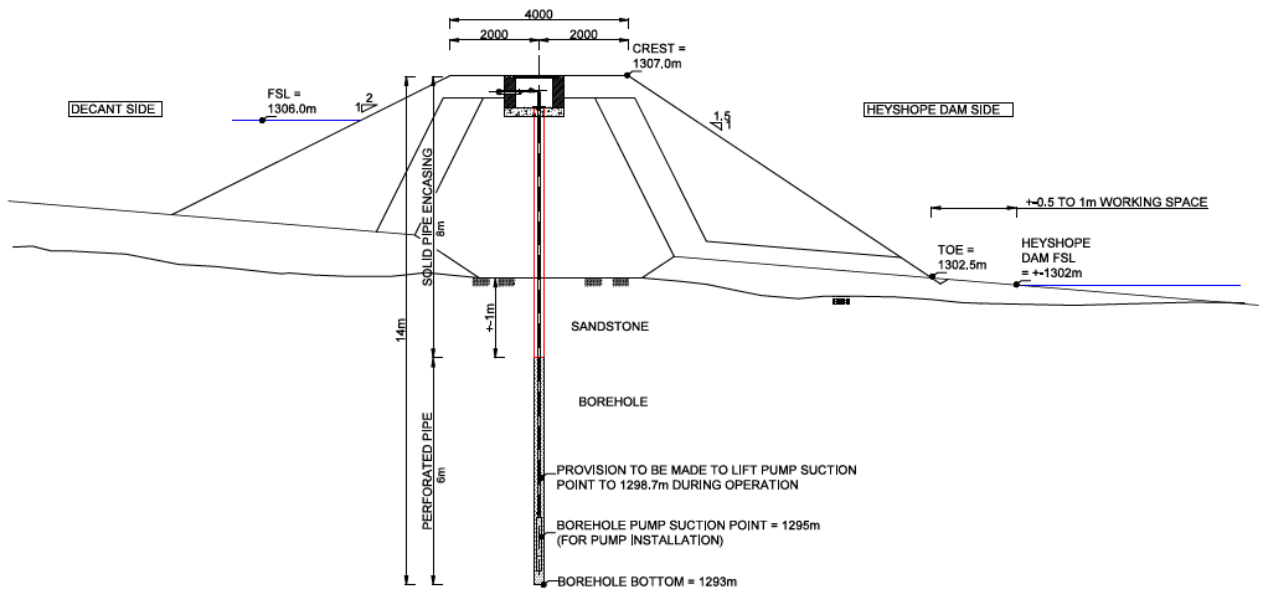 4000
2000
2000
CREST =
1307.0m
FSL =
1306.0m
DECANT SIDE
1
2
1.5
1
HEYSHOPE DAM SIDE
SOLID PIPE ENCASING
8m
+-0.5 TO 1m WORKING SPACE
TOE =
1302.5m
HEYSHOPE
DAM FSL
= +-1302m
14m
+-1m
SANDSTONE
BOREHOLE
PERFORATED PIPE
6m
PROVISION TO BE MADE TO LIFT PUMP SUCTION
POINT TO 1298.7m DURING OPERATION
BOREHOLE PUMP SUCTION POINT = 1295m
(FOR PUMP INSTALLATION)
BOREHOLE BOTTOM = 1293m